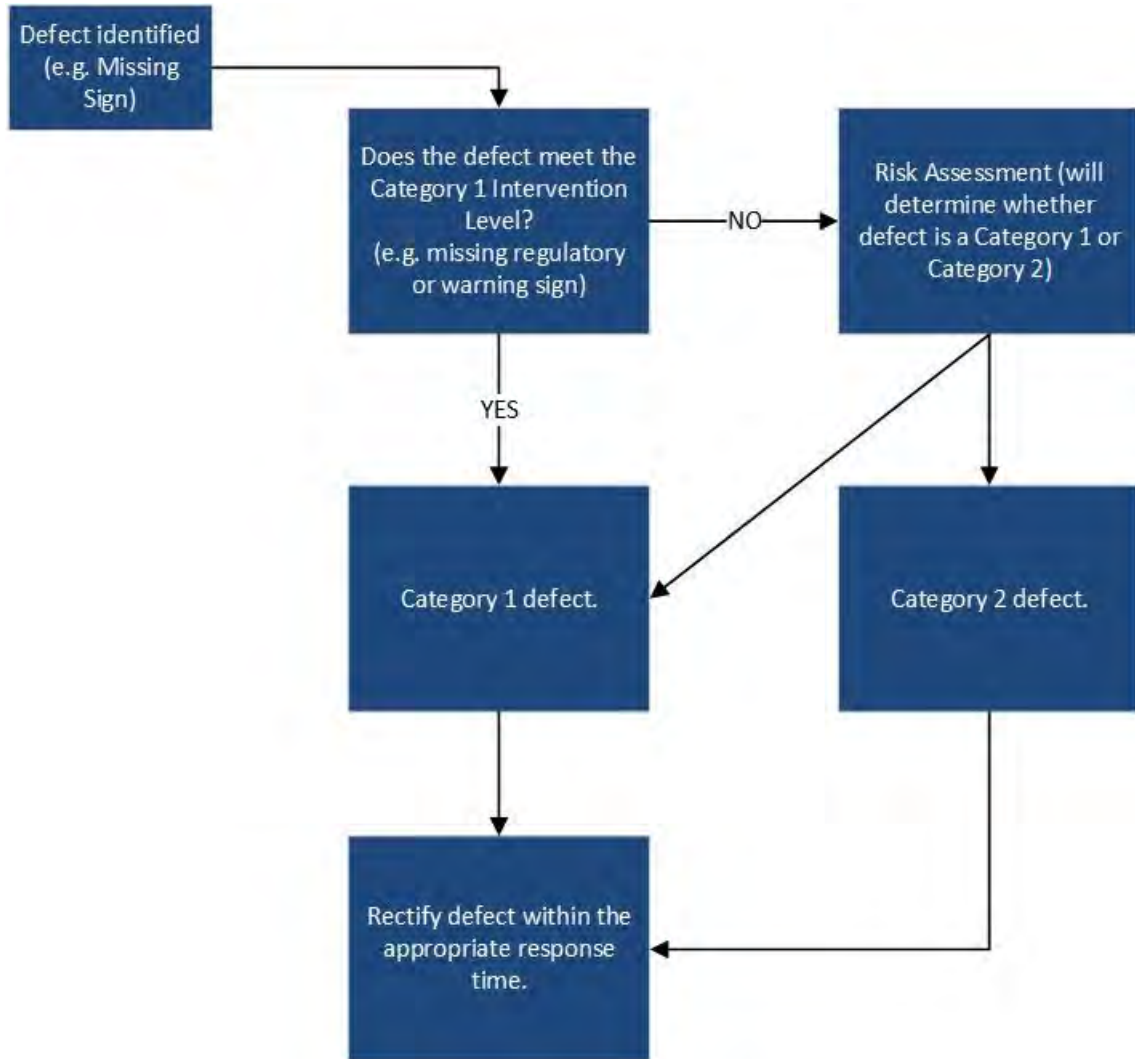 Defect identified
(e.g. Missing
Sign)
Does the defect meet the
Category 1 Intervention
Level?
(e.g. missing regulatory
or warning sign)
NO
Risk Assessment (will
determine whether
defect is a Category 1 or
Category 2)
YES
Category 1 defect.
Category 2 defect.
Rectify defect within the
appropriate response
time.